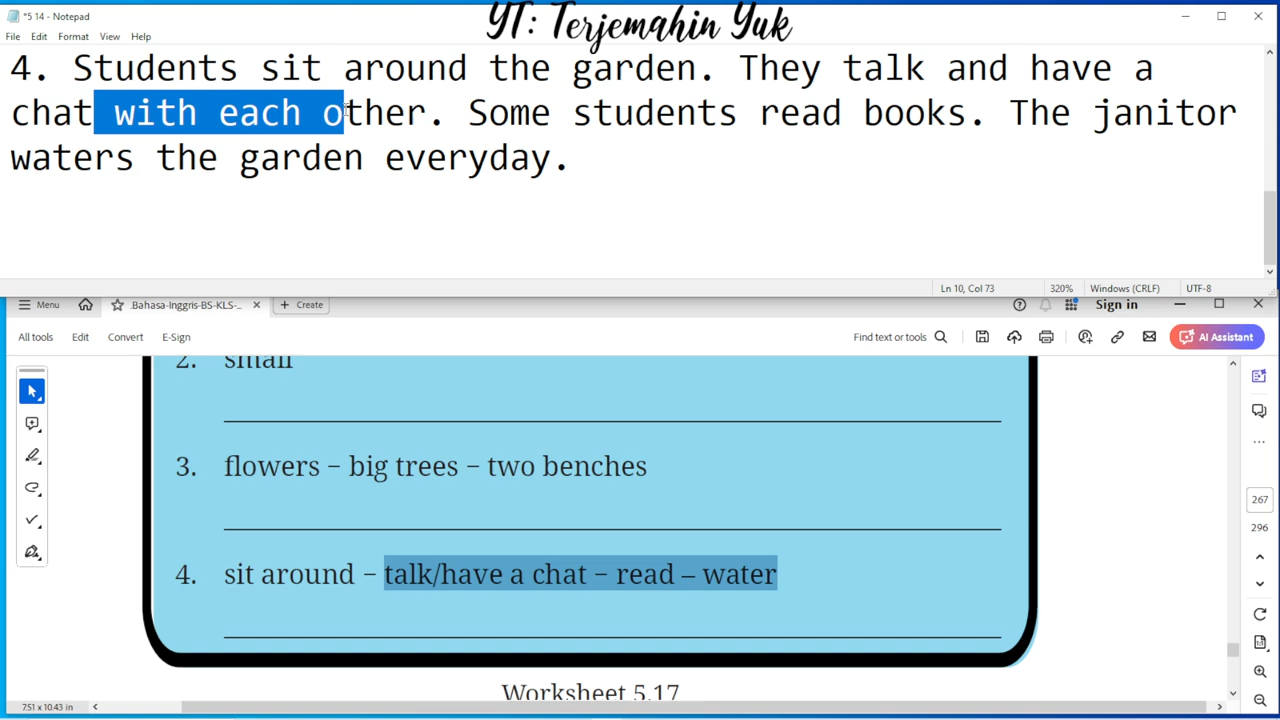 *5 14 - Notepad
YT: Terjemahin Yuk
File Edit Format View Help
4. Students sit around the garden. They talk and have a
chat with each other. Some students read books. The janitor
waters the garden everyday.
Ln 10, Col 73 320% Windows (CRLF) UTF-8
Menu Bahasa-Inggris-BS-KLS-... Create Sign in
All tools Edit Convert E-Sign Find text or tools AI Assistant
2. small
3. flowers – big trees – two benches
4. sit around – talk/have a chat – read – water
Worksheet 5.17
267
296
7.51 x 10.43 in